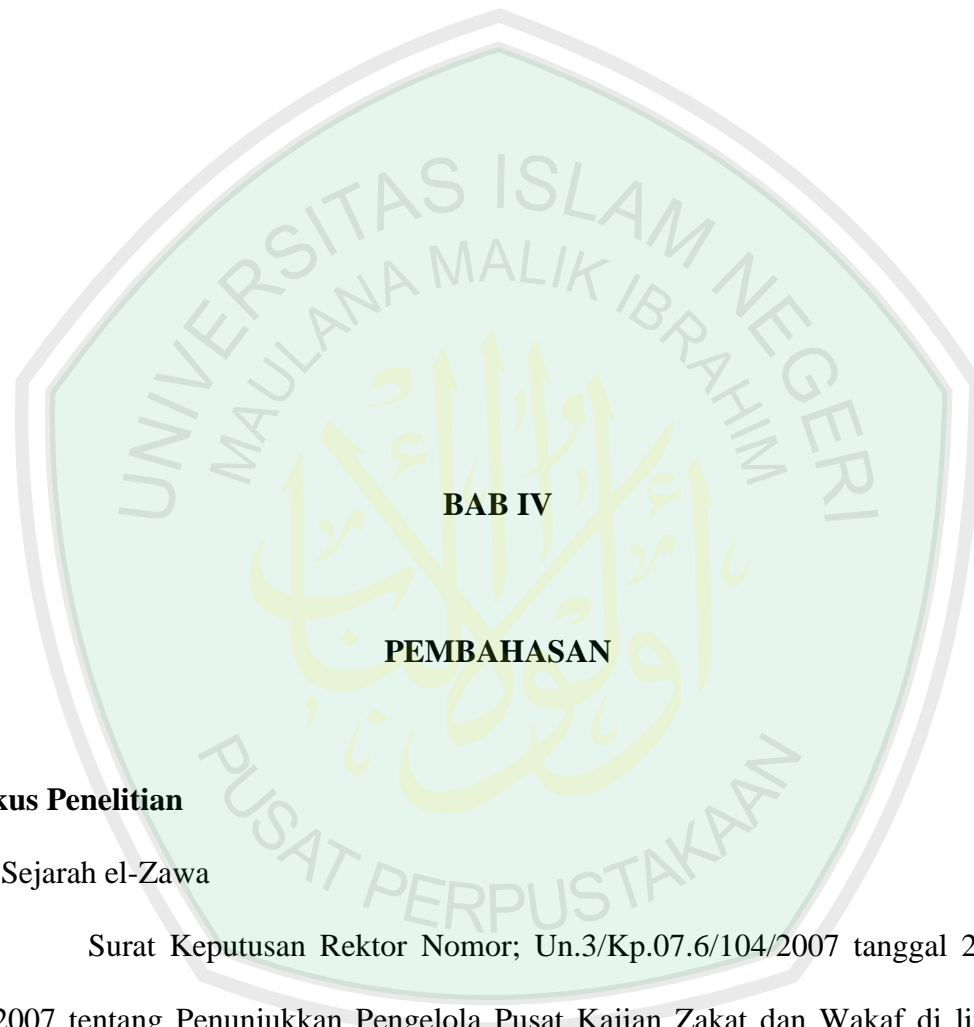 UNIVERSITAS ISLAM NEGERI
MAULANA MALIK IBRAHIM
BAB IV
PEMBAHASAN
kus Penelitian
Sejarah el-Zawa
Surat Keputusan Rektor Nomor; Un.3/Kp.07.6/104/2007 tanggal 2
2007 tentang Penunjukkan Pengelola Pusat Kajian Zakat dan Wakaf di li
PUSAT PERPUSTAKAAN